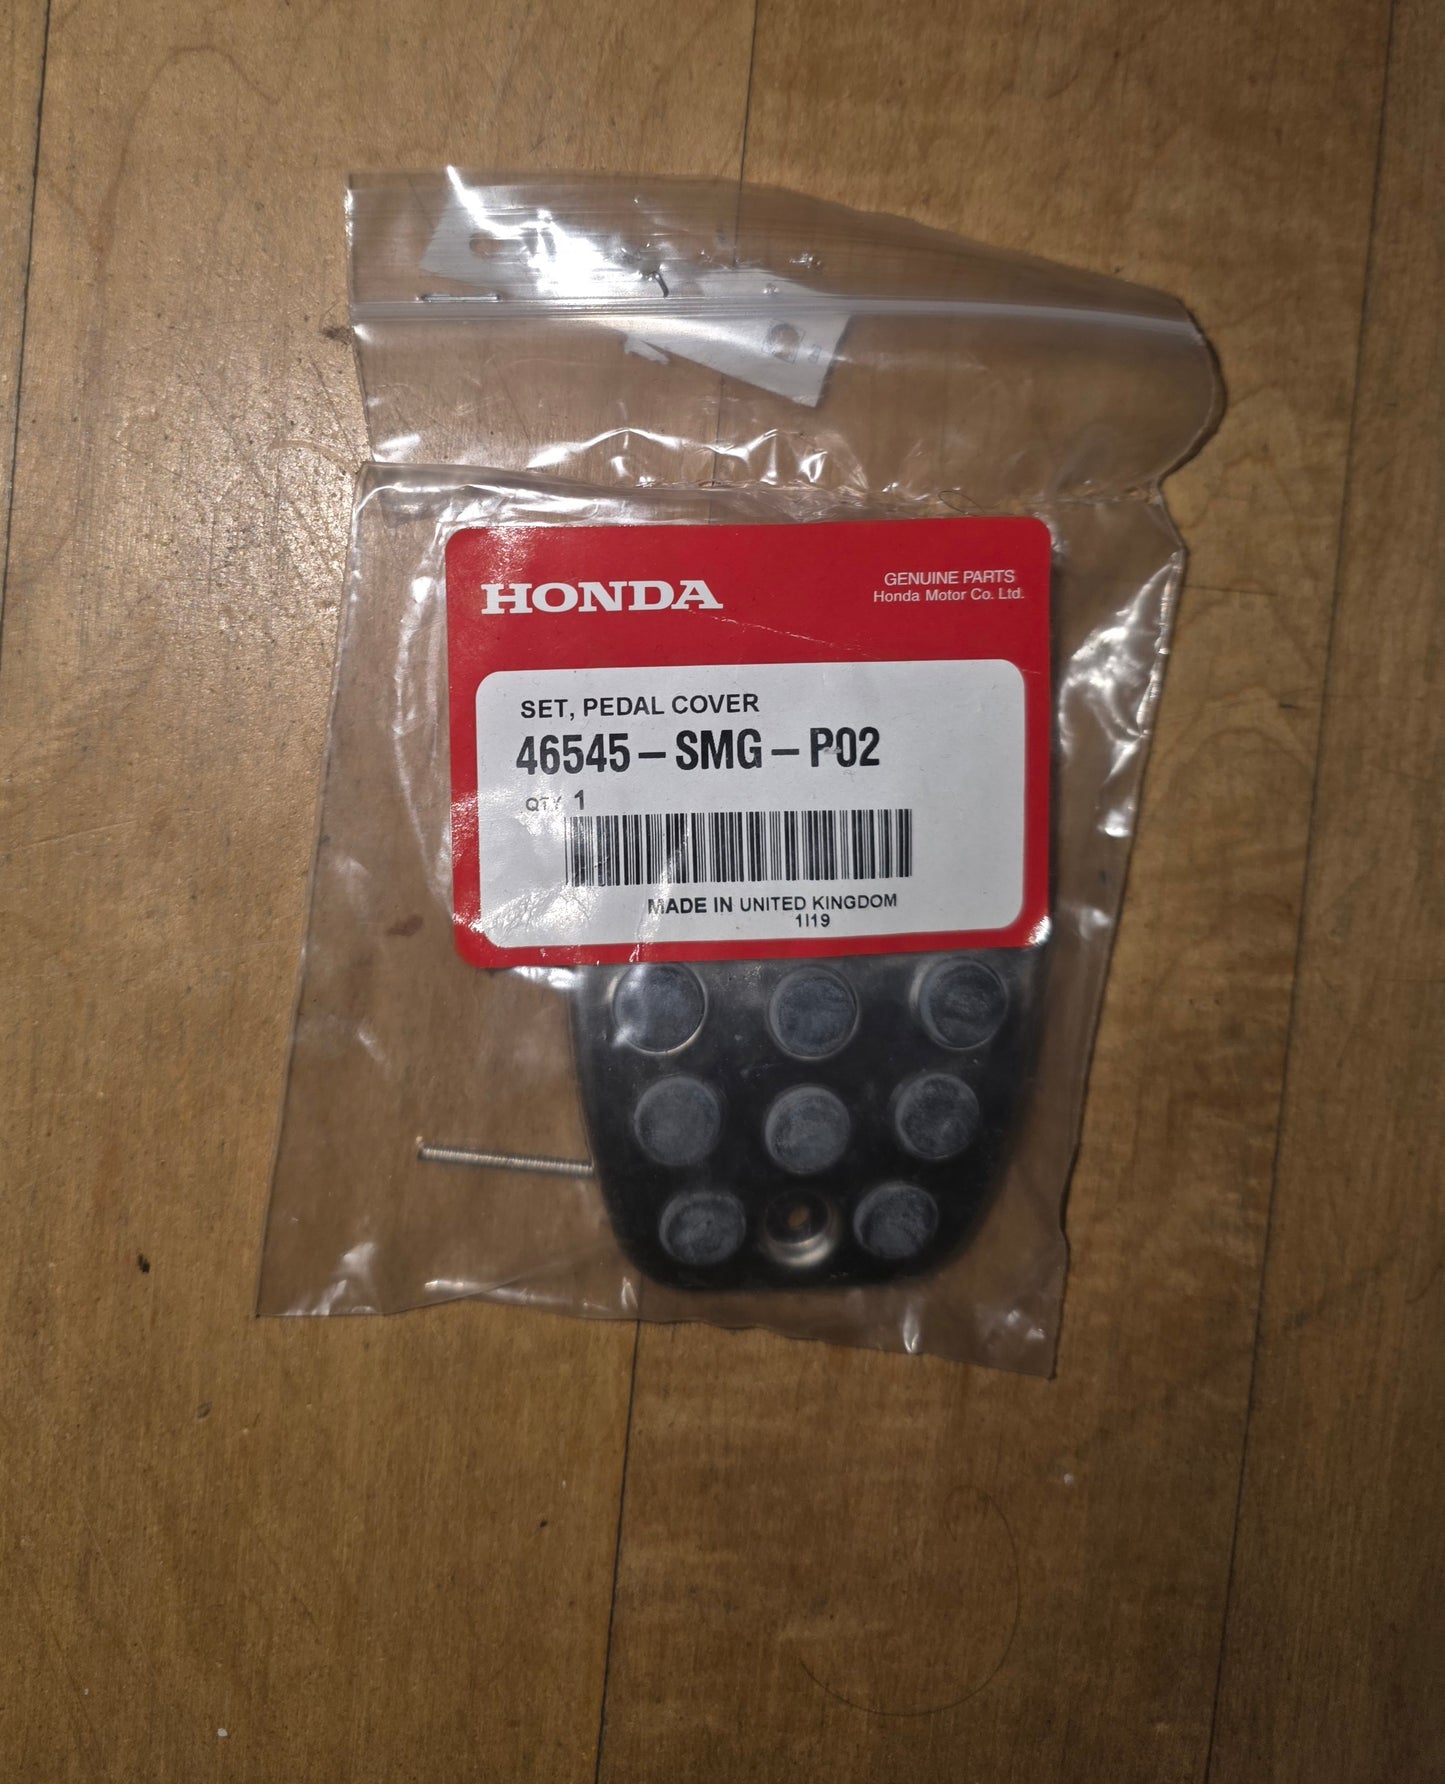 HONDA
GENUINE PARTS
Honda Motor Co. Ltd.
SET, PEDAL COVER
46545-SMG-P02
QTY 1
MADE IN UNITED KINGDOM
1I19